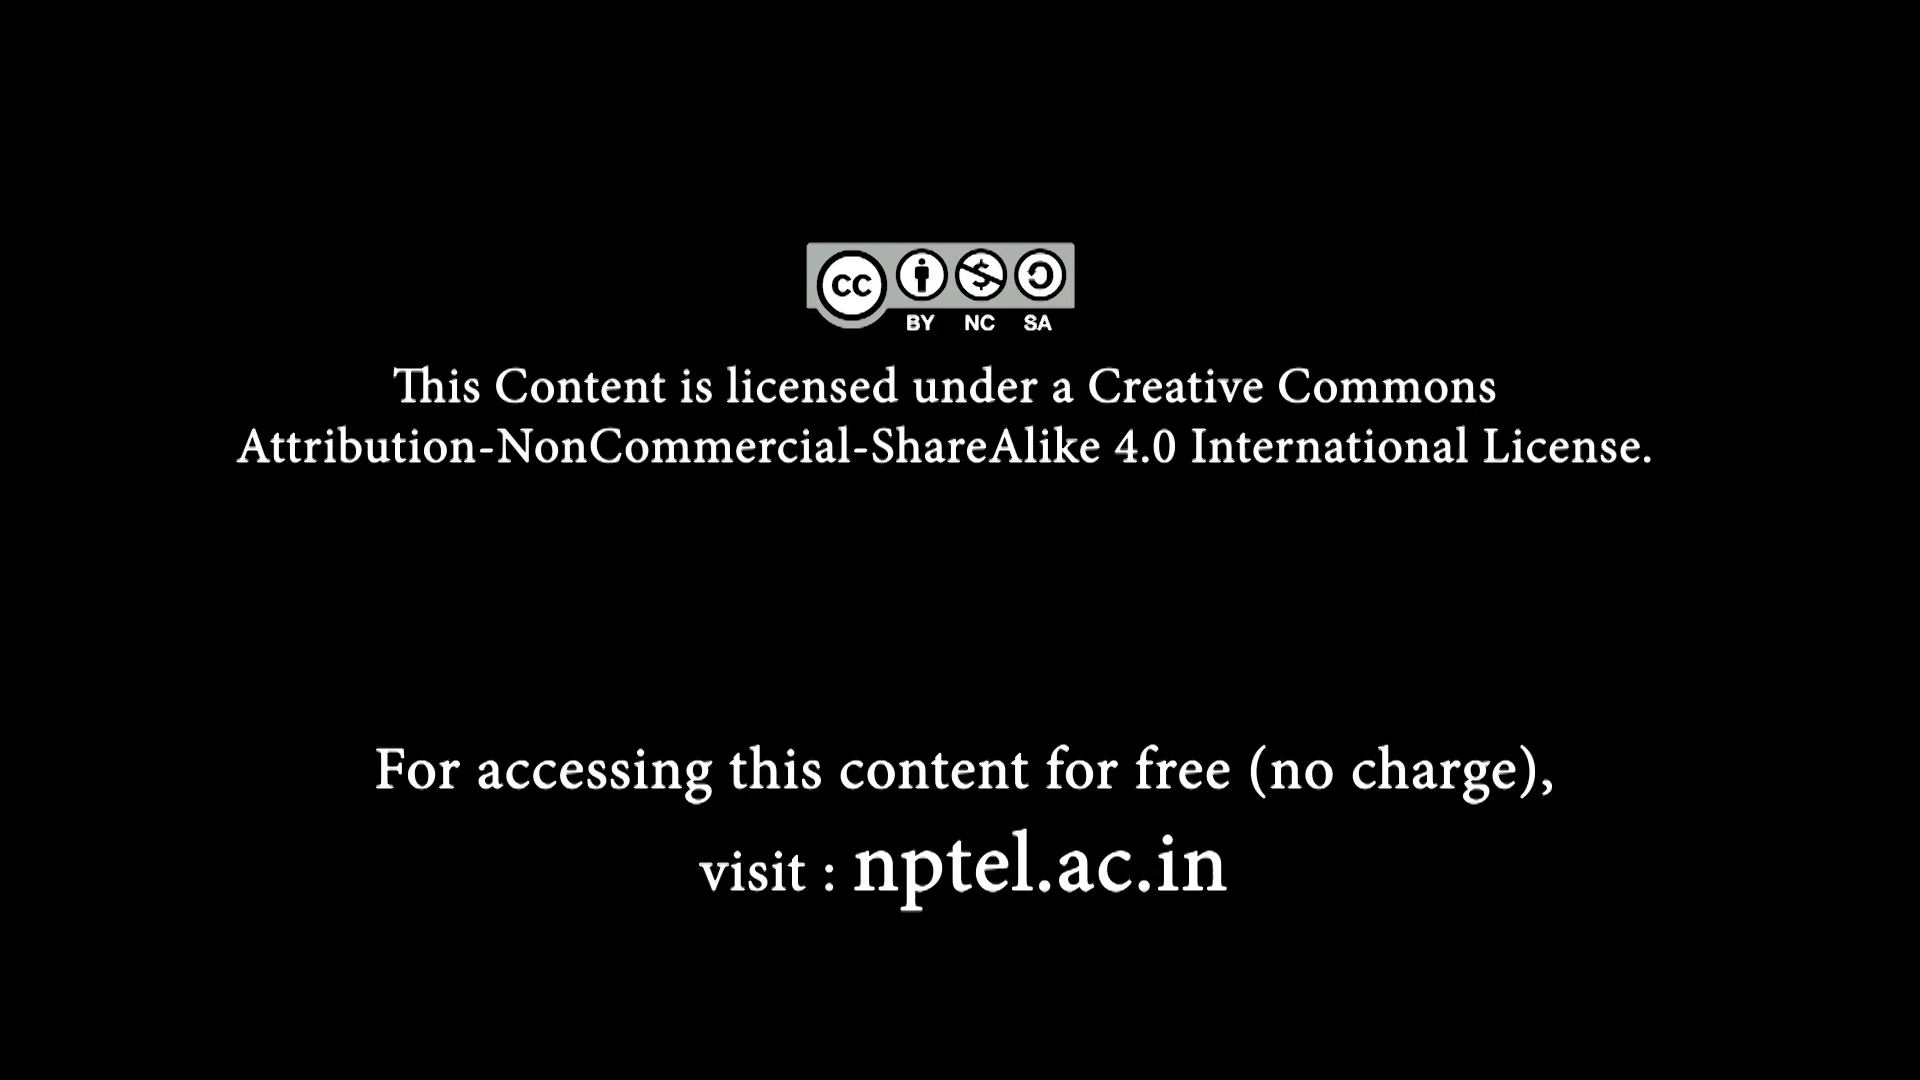 CC BY NC SA
This Content is licensed under a Creative Commons
Attribution-NonCommercial-ShareAlike 4.0 International License.
For accessing this content for free (no charge),
visit : nptel.ac.in